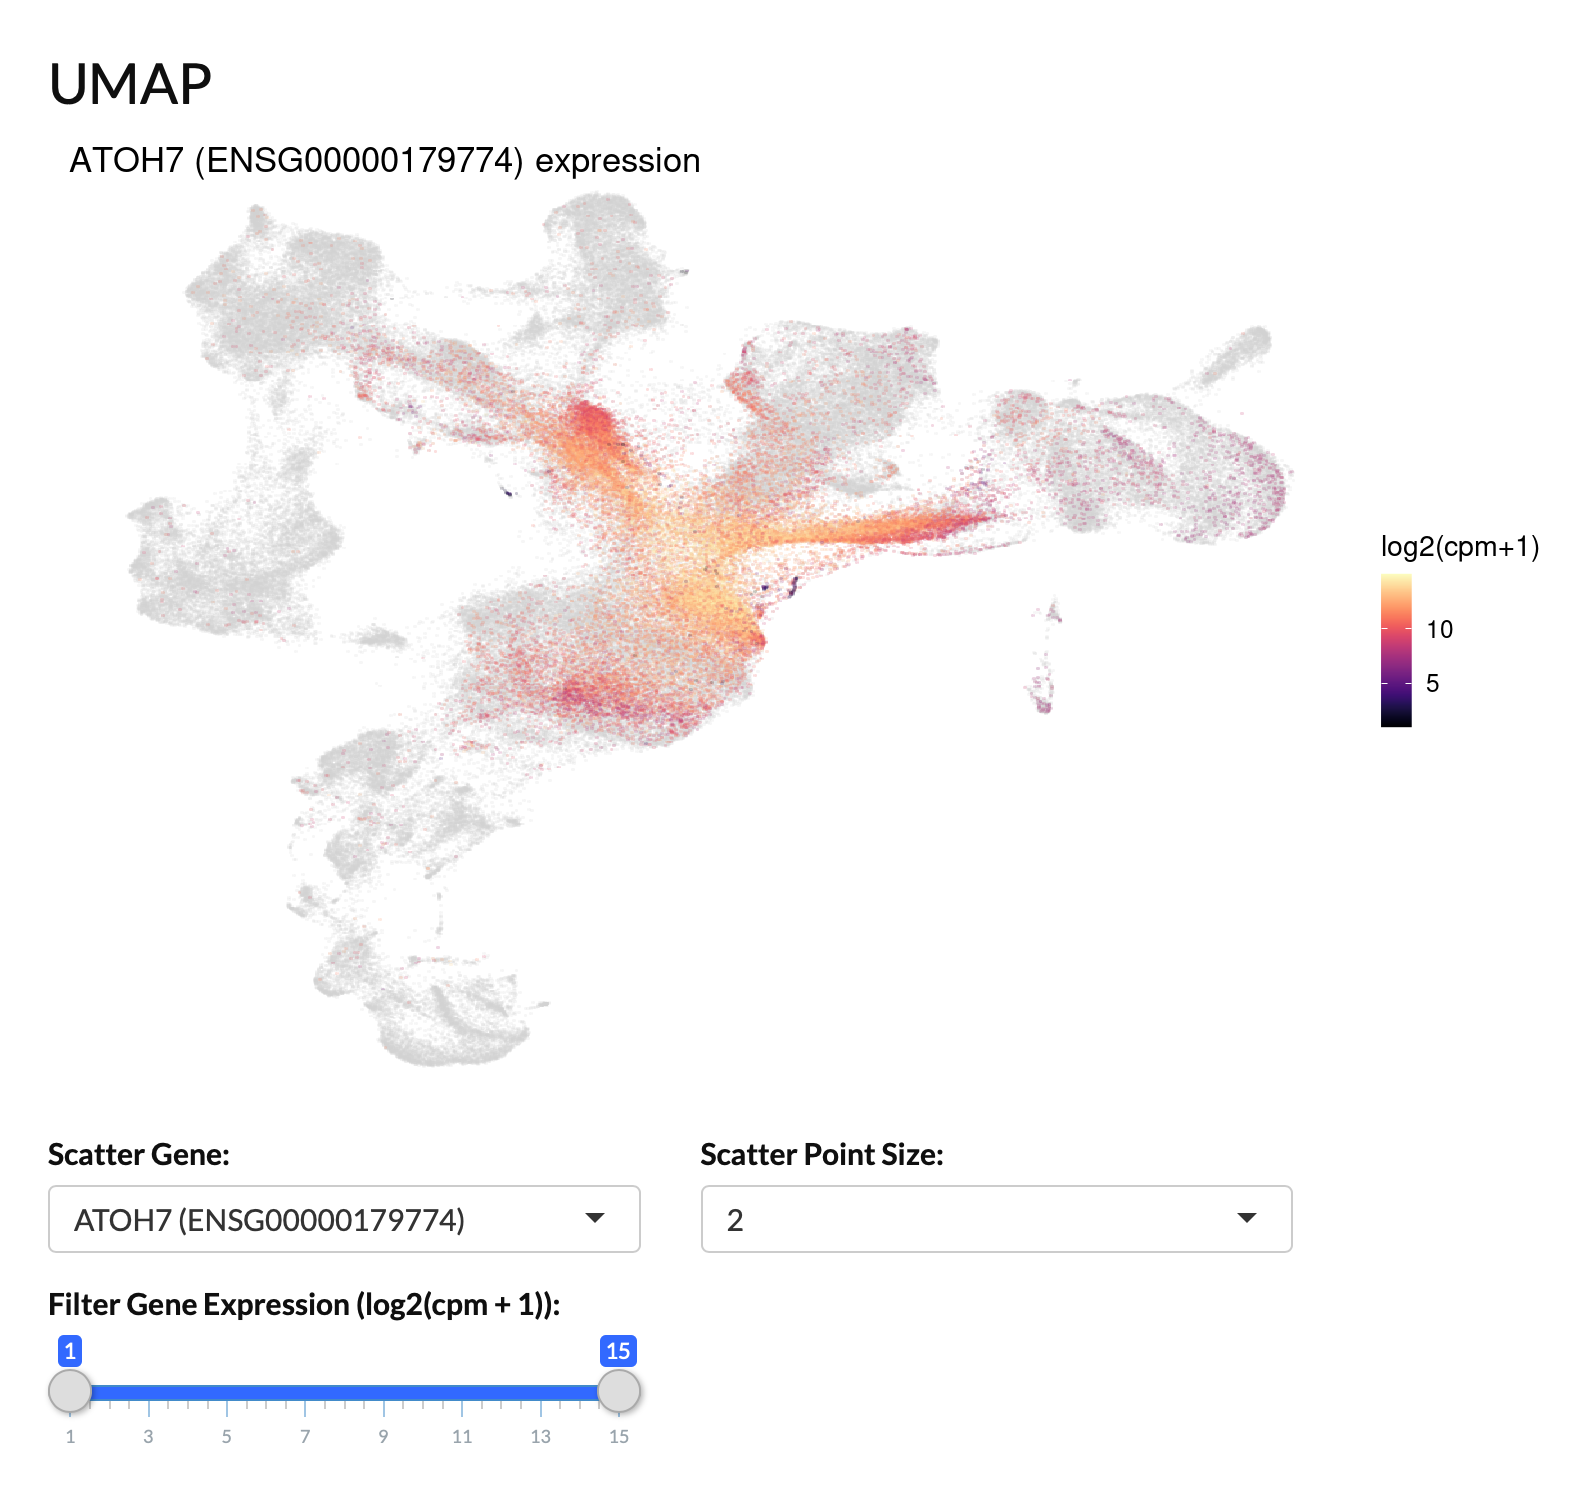 UMAP
ATOH7 (ENSG00000179774) expression
log2(cpm+1)
10
5
Scatter Gene:
Scatter Point Size:
ATOH7 (ENSG00000179774)
2
Filter Gene Expression (log2(cpm + 1)):
1
15
1 3 5 7 9 11 13 15